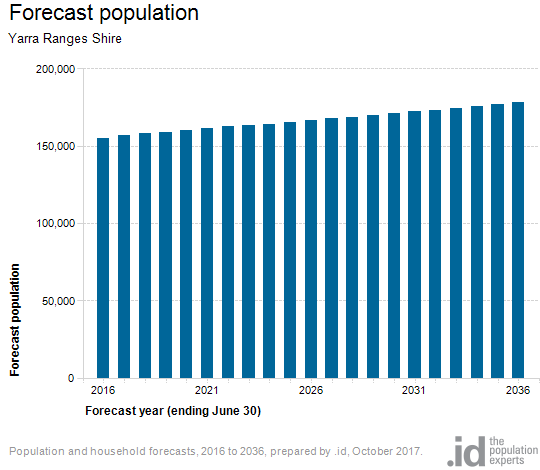 Forecast population
Yarra Ranges Shire
200,000
150,000
100,000
50,000
0
Forecast population
2016
2021
2026
2031
2036
Forecast year (ending June 30)
Population and household forecasts, 2016 to 2036, prepared by .id, October 2017.
.id
the
population
experts